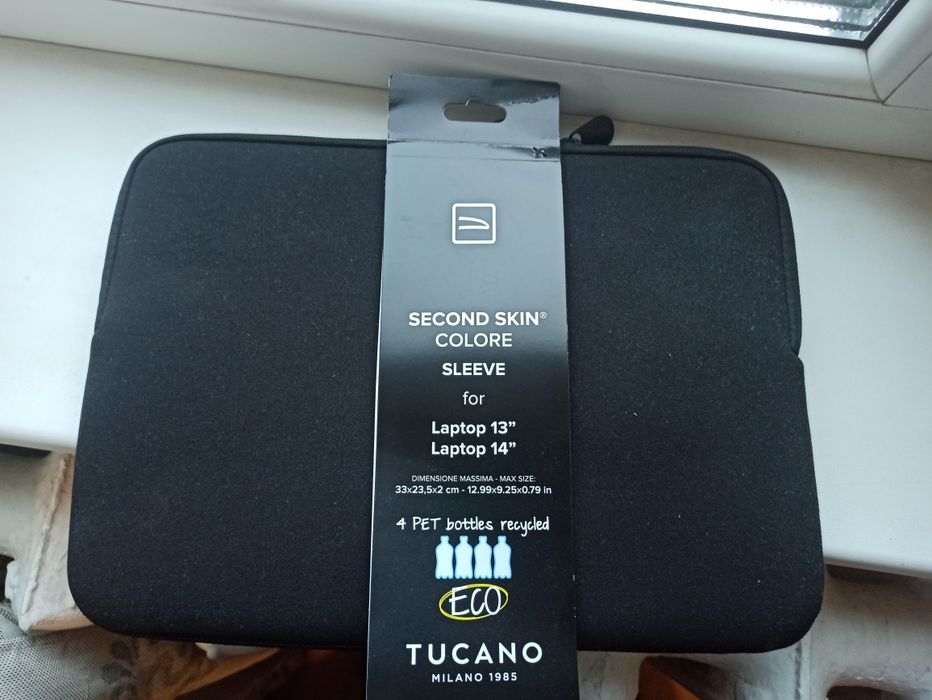 SECOND SKIN®
COLORE
SLEEVE
for
Laptop 13”
Laptop 14”
DIMENSIONE MASSIMA - MAX SIZE:
33x23,5x2 cm - 12.99x9.25x0.79 in
4 PET bottles recycled
ECO
TUCANO
MILANO 1985